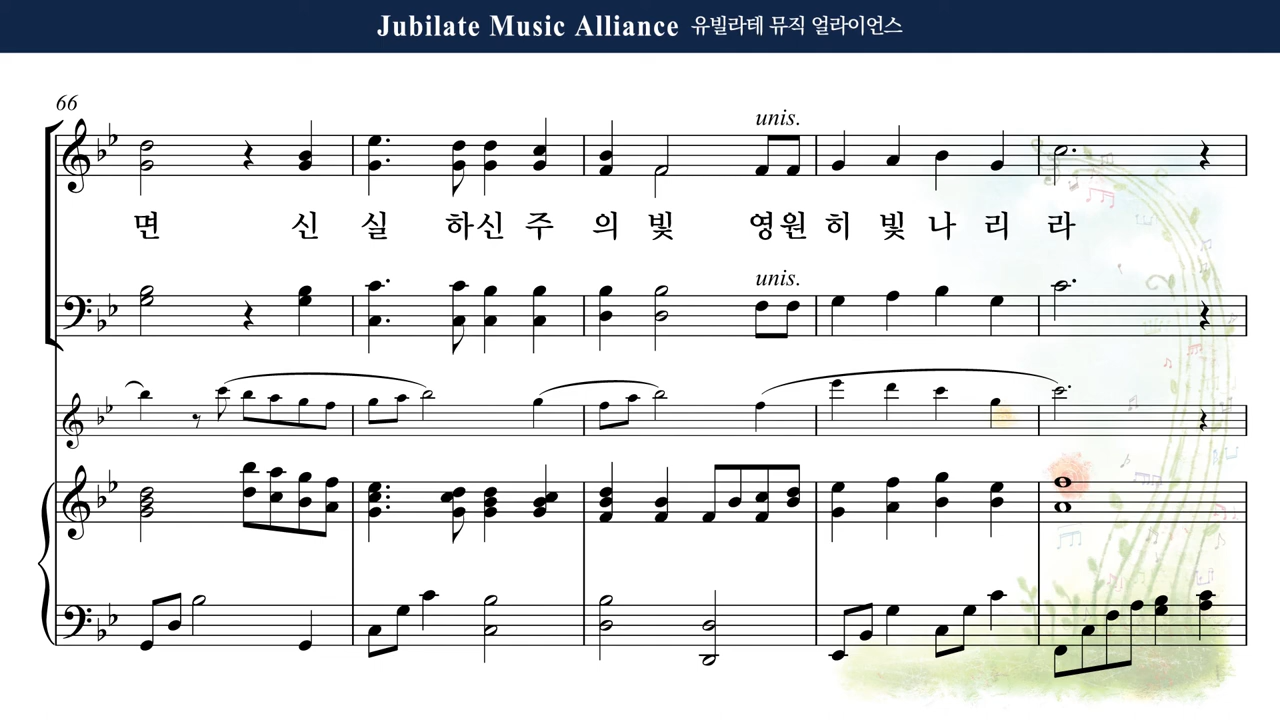 Jubilate Music Alliance 유빌라테 뮤직 얼라이언스
66
unis.
면 신 실 하신 주 의 빛 영원 히 빛 나 리 라
unis.